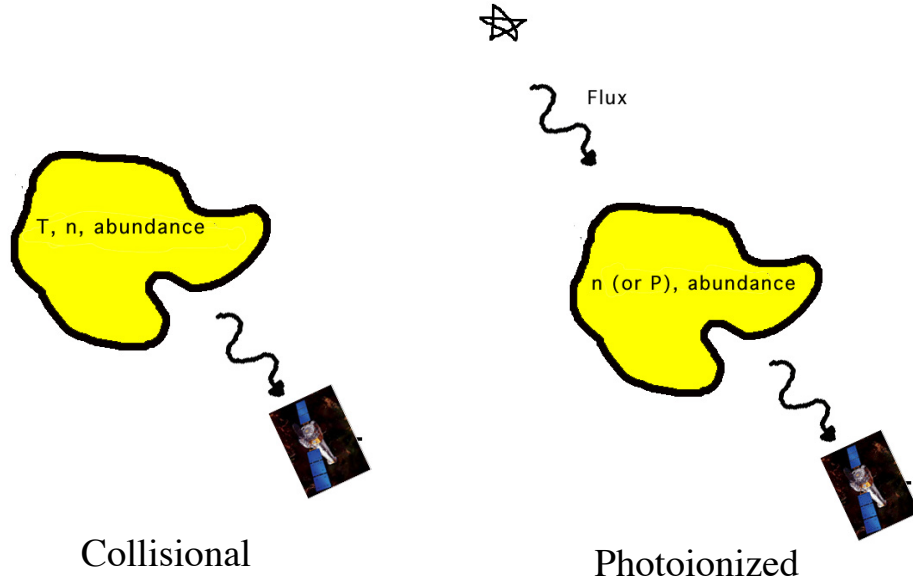 Flux
T, n, abundance
n (or P), abundance
Collisional
Photoionized